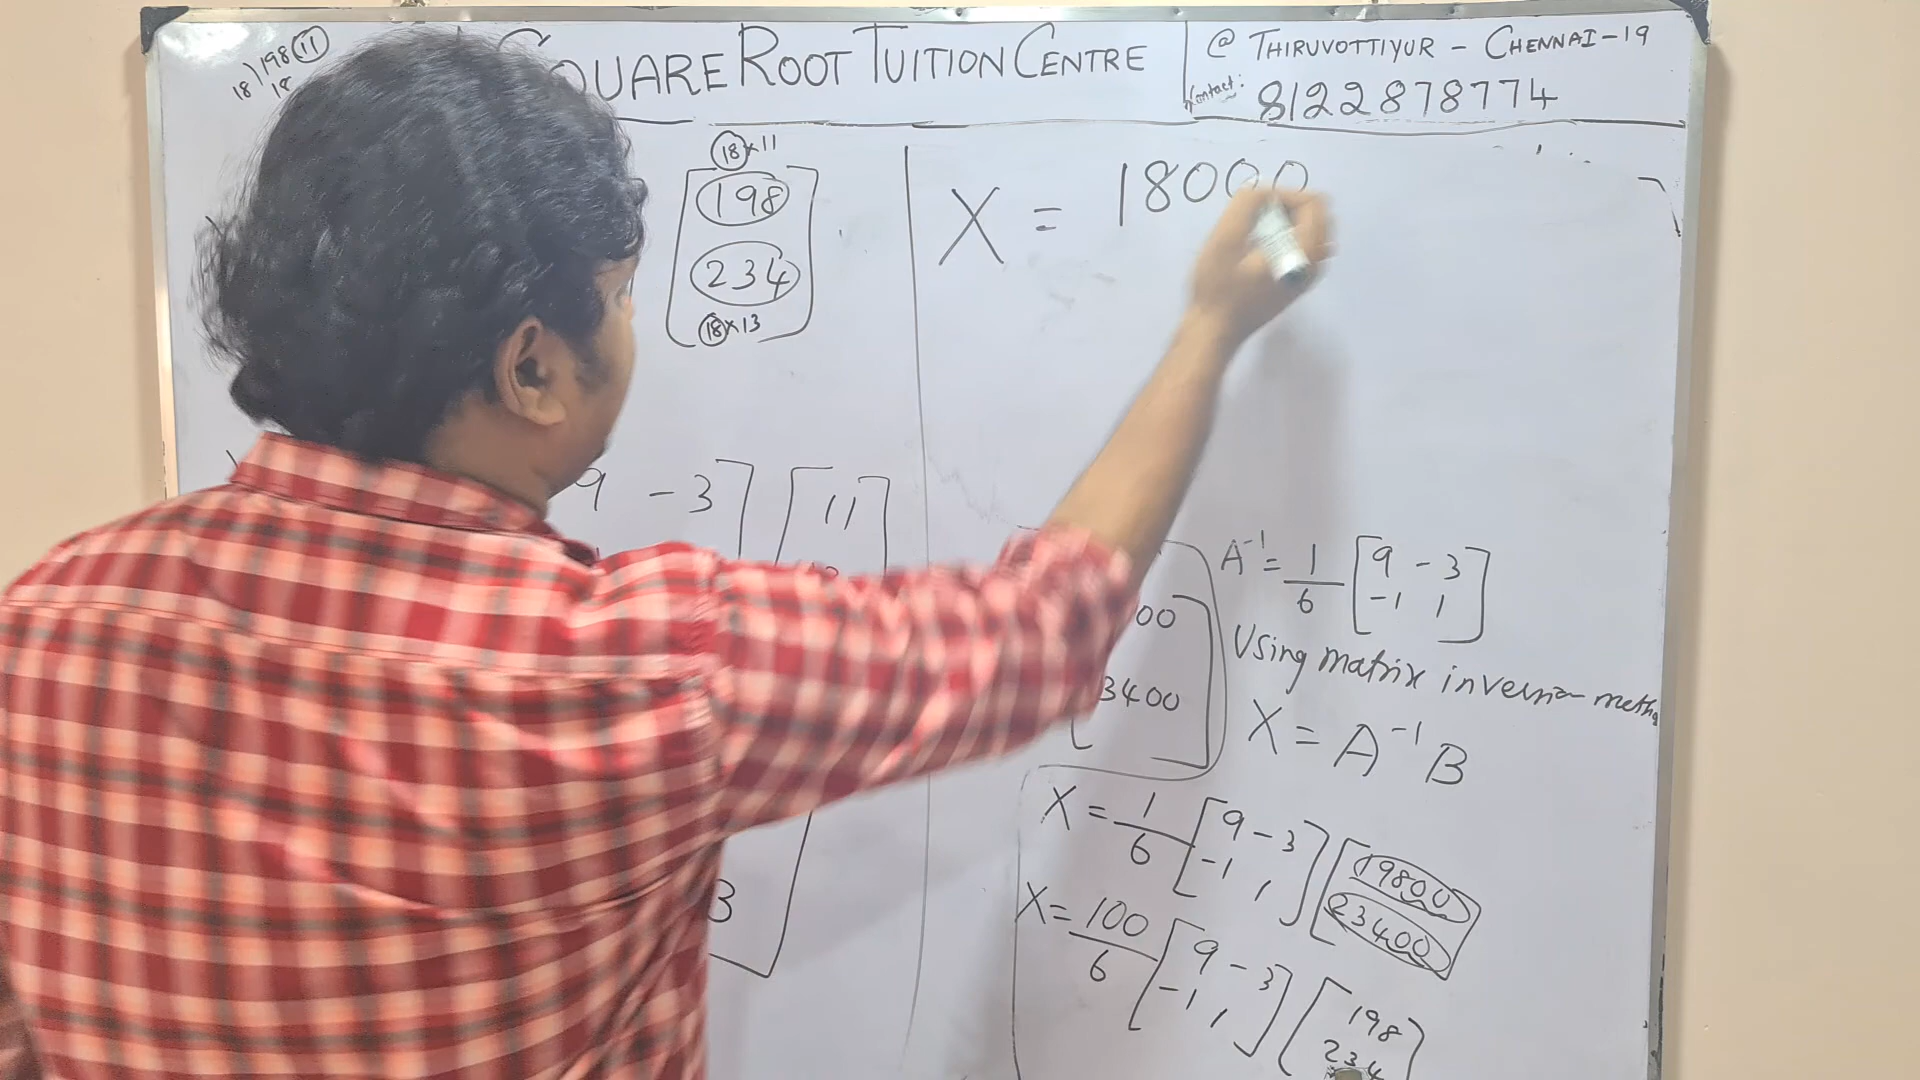 SQUARE ROOT TUITION CENTRE
@ THIRUVOTTIYUR - CHENNAI-19
Contact:
8122878774
18)198(11)
18
18×11
198
234
18×13
9 -3
11
3
X = 18000
00
3400
A⁻¹ = 1/6 [9 -3
-1 1]
Using matrix inversion
X = A⁻¹ B
X = 1/6 [9 -3
-1 1] [19800
23400]
X = 100/6 [9 -3
-1 1] [198
234]